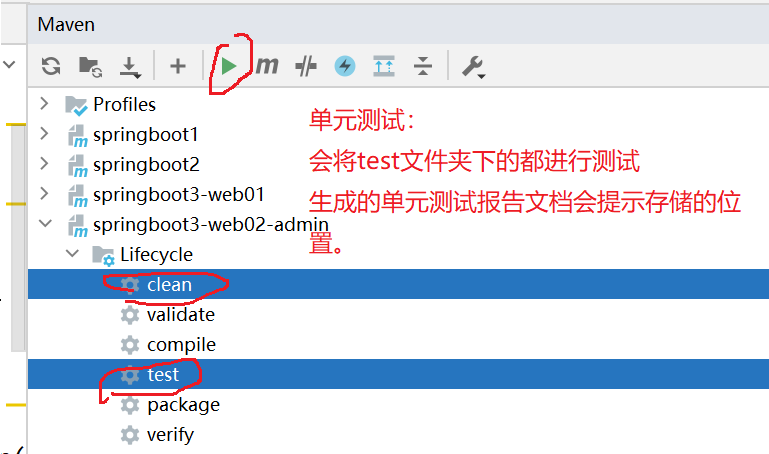 Maven
m
Profiles
springboot1
单元测试：
springboot2
会将test文件夹下的都进行测试
springboot3-web01
生成的单元测试报告文档会提示存储的位
springboot3-web02-admin
置。
Lifecycle
clean
validate
compile
test
package
verify